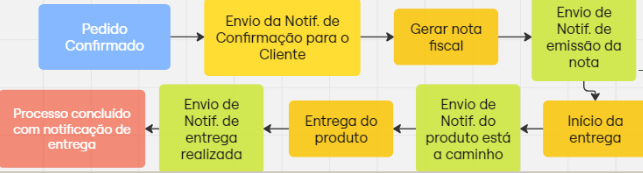 Pedido
Confirmado
Envio da Notif. de
Confirmação para o
Cliente
Gerar nota
fiscal
Envio de
Notif. de
emissão da
nota
Início da
entrega
Envio de
Notif. do
produto está
a caminho
Entrega do
produto
Envio de
Notif. de
entrega
realizada
Processo concluído
com notificação de
entrega